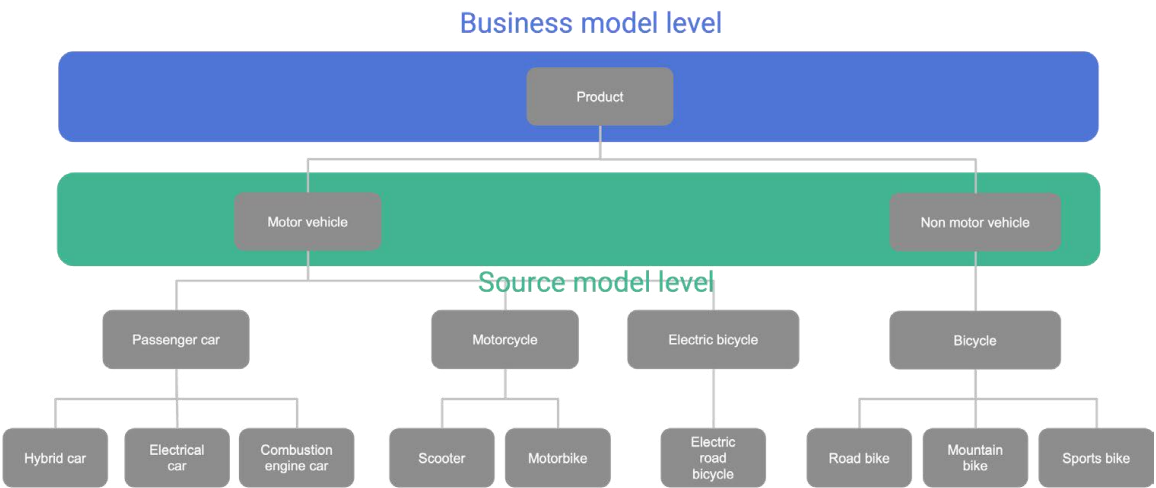 Business model level
Product
Motor vehicle
Non motor vehicle
Source model level
Passenger car
Motorcycle
Electric bicycle
Bicycle
Hybrid car
Electrical
car
Combustion
engine car
Scooter
Motorbike
Electric
road
bicycle
Road bike
Mountain
bike
Sports bike